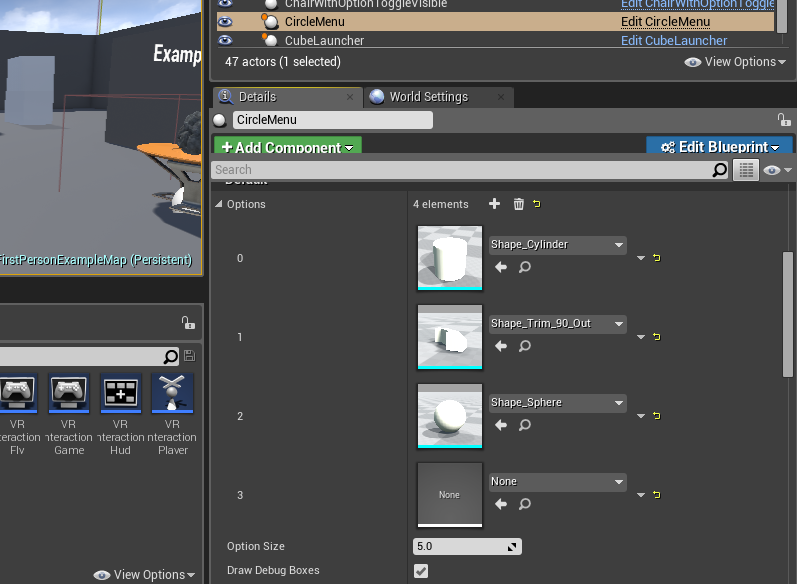 ChairWithOptionToggleVisible
Edit ChairWithOptionToggle
CircleMenu
Edit CircleMenu
CubeLauncher
Edit CubeLauncher
47 actors (1 selected)
View Options
Examp
FirstPersonExampleMap (Persistent)
Details
World Settings
CircleMenu
+Add Component
Edit Blueprint
Search
Default
Options
4 elements
0
Shape_Cylinder
1
Shape_Trim_90_Out
2
Shape_Sphere
3
None
None
Option Size
5.0
Draw Debug Boxes
VR
nteraction
Fly
VR
nteraction
Game
VR
nteraction
Hud
VR
nteraction
Player
View Options